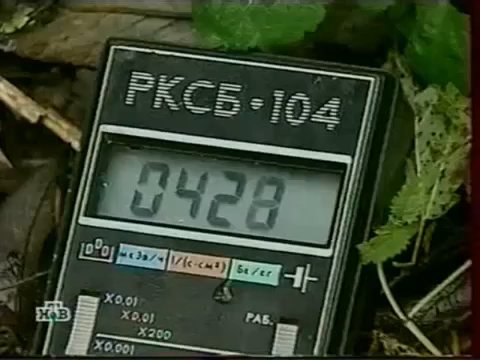 РКСБ·104
0428
мкЗв/ч 1/(с·см²) Бк/кг
X0.01
X0.01 РАБ.
X200
X0.001
НТВ